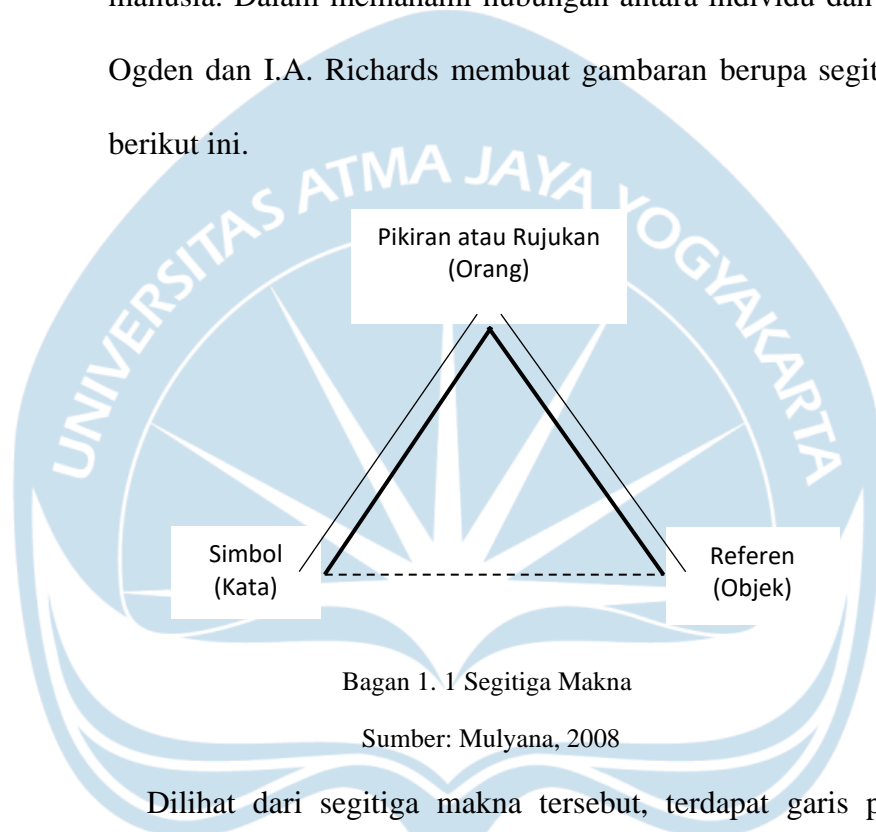 manusia. Dalam memahami hubungan antara individu dan
Ogden dan I.A. Richards membuat gambaran berupa
berikut ini.
UNIVERSITAS ATMA JAYA YOGYAKARTA
Pikiran atau Rujukan
(Orang)
Simbol
(Kata)
Referen
(Objek)
Bagan 1. 1 Segitiga Makna
Sumber: Mulyana, 2008
Dilihat dari segitiga makna tersebut, terdapat garis